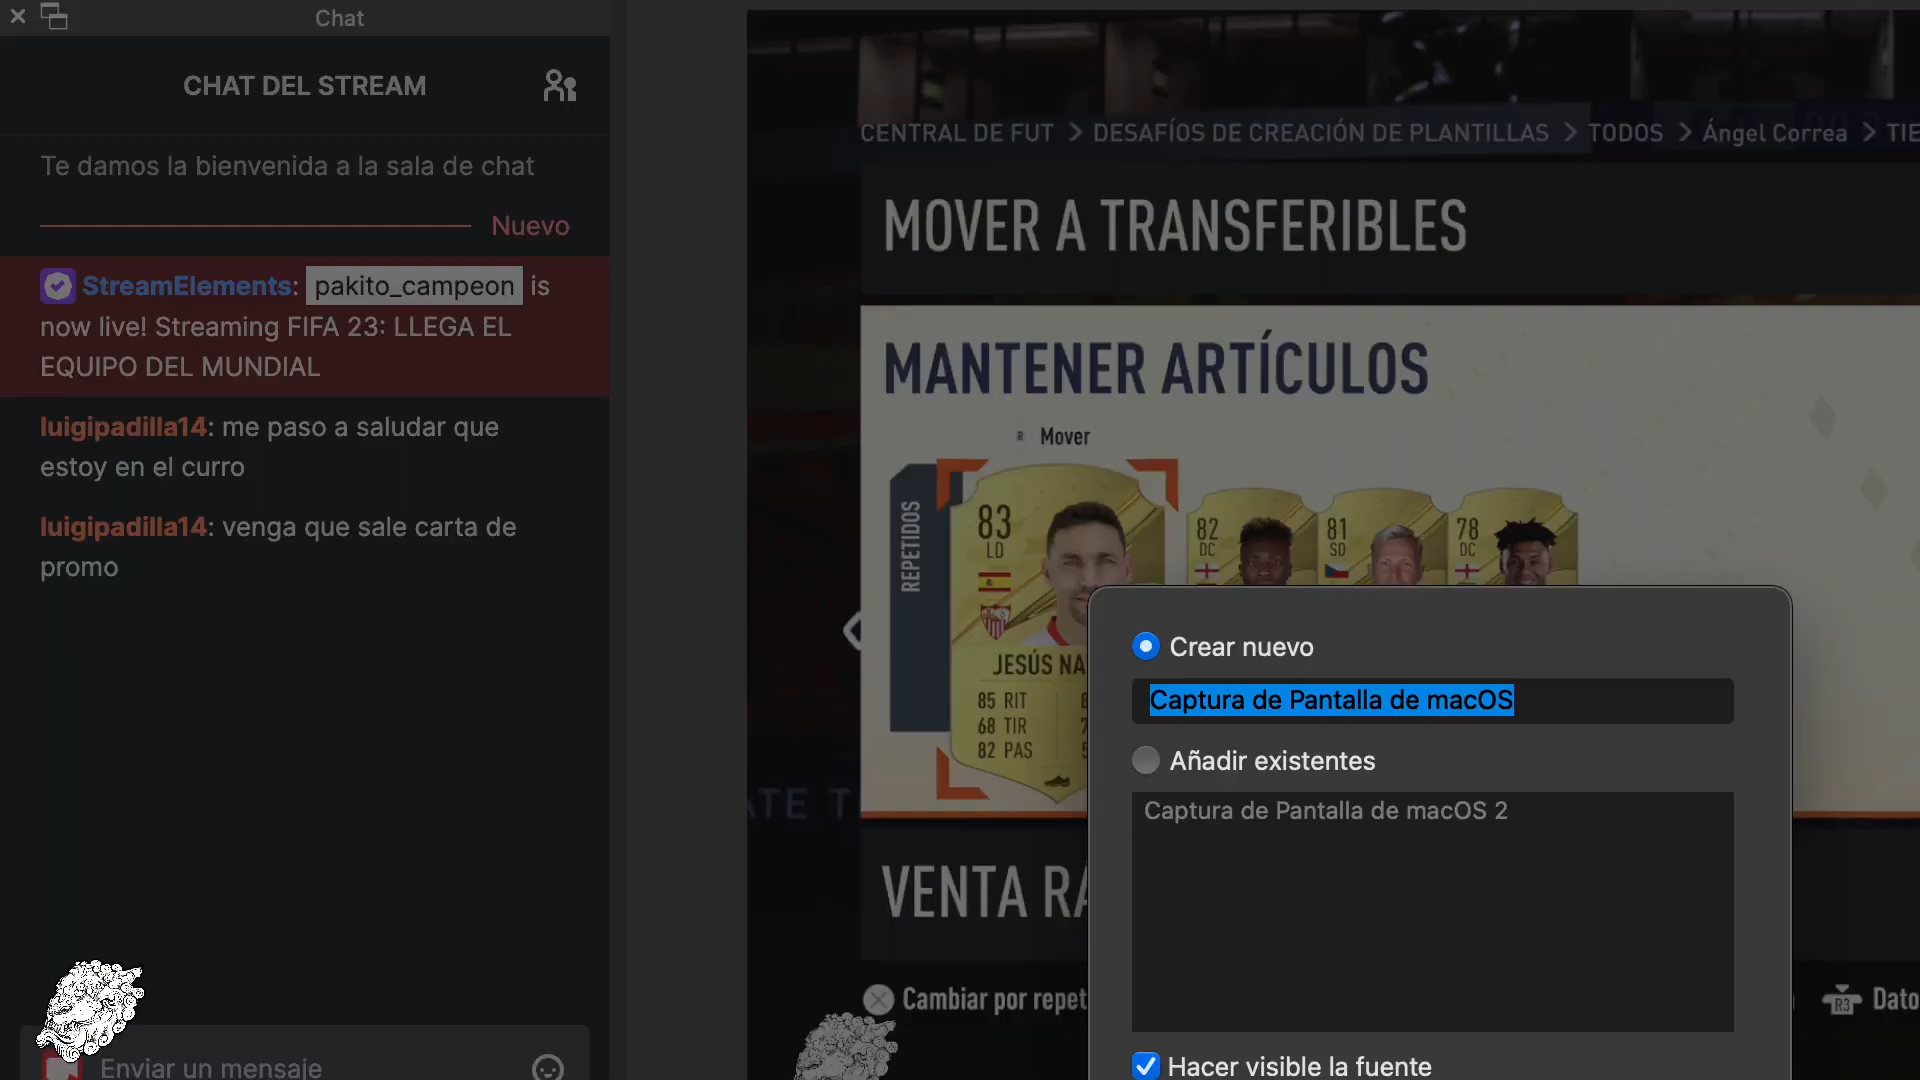 Chat
CHAT DEL STREAM
Te damos la bienvenida a la sala de chat
Nuevo
StreamElements: pakito_campeon is
now live! Streaming FIFA 23: LLEGA EL
EQUIPO DEL MUNDIAL
luigipadilla14: me paso a saludar que
estoy en el curro
luigipadilla14: venga que sale carta de
promo
Enviar un mensaje
CENTRAL DE FUT > DESAFÍOS DE CREACIÓN DE PLANTILLAS > TODOS > Ángel Correa > TIE
MOVER A TRANSFERIBLES
MANTENER ARTÍCULOS
R Mover
REPETIDOS
83
LD
JESÚS NA
85 RIT
68 TIR
82 PAS
82
DC
81
SD
78
DC
ATE T
VENTA RÁ
Cambiar por repet
R3 Dato
Crear nuevo
Captura de Pantalla de macOS
Añadir existentes
Captura de Pantalla de macOS 2
Hacer visible la fuente